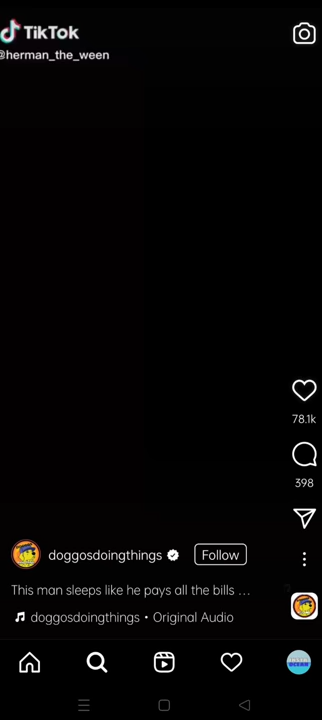 TikTok
@herman_the_ween
78.1k
398
doggosdoingthings
Follow
This man sleeps like he pays all the bills ...
doggosdoingthings • Original Audio